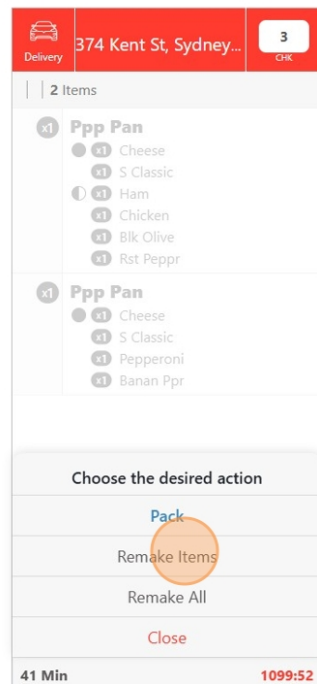 Delivery
374 Kent St, Sydney...
3
CHK
2 Items
x1 Ppp Pan
x1 Cheese
x1 S Classic
x1 Ham
x1 Chicken
x1 Blk Olive
x1 Rst Peppr
x1 Ppp Pan
x1 Cheese
x1 S Classic
x1 Pepperoni
x1 Banan Ppr
Choose the desired action
Pack
Remake Items
Remake All
Close
41 Min 1099:52